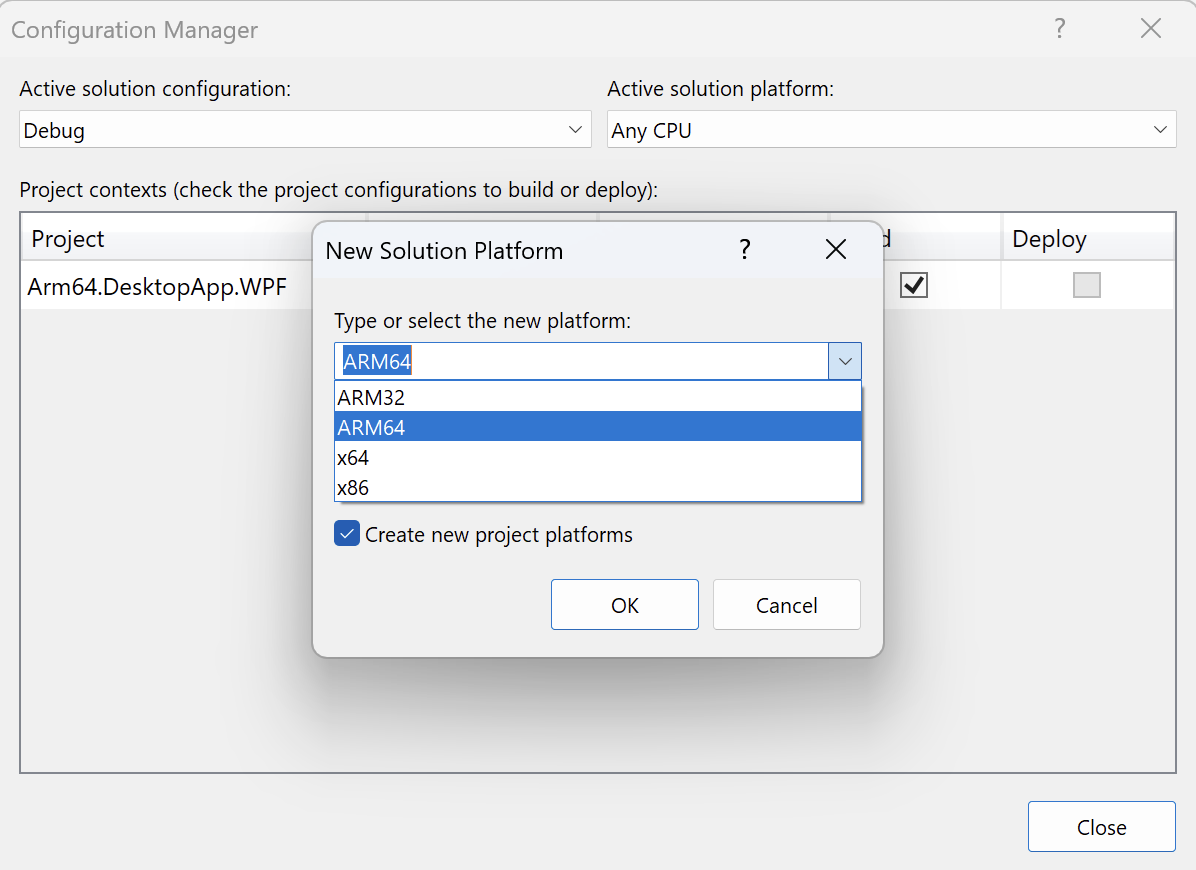 Configuration Manager ?
Active solution configuration: Active solution platform:
Debug Any CPU
Project contexts (check the project configurations to build or deploy):
Project Deploy
Arm64.DesktopApp.WPF
New Solution Platform ?
Type or select the new platform:
ARM64
ARM32
ARM64
x64
x86
Create new project platforms
OK Cancel
Close